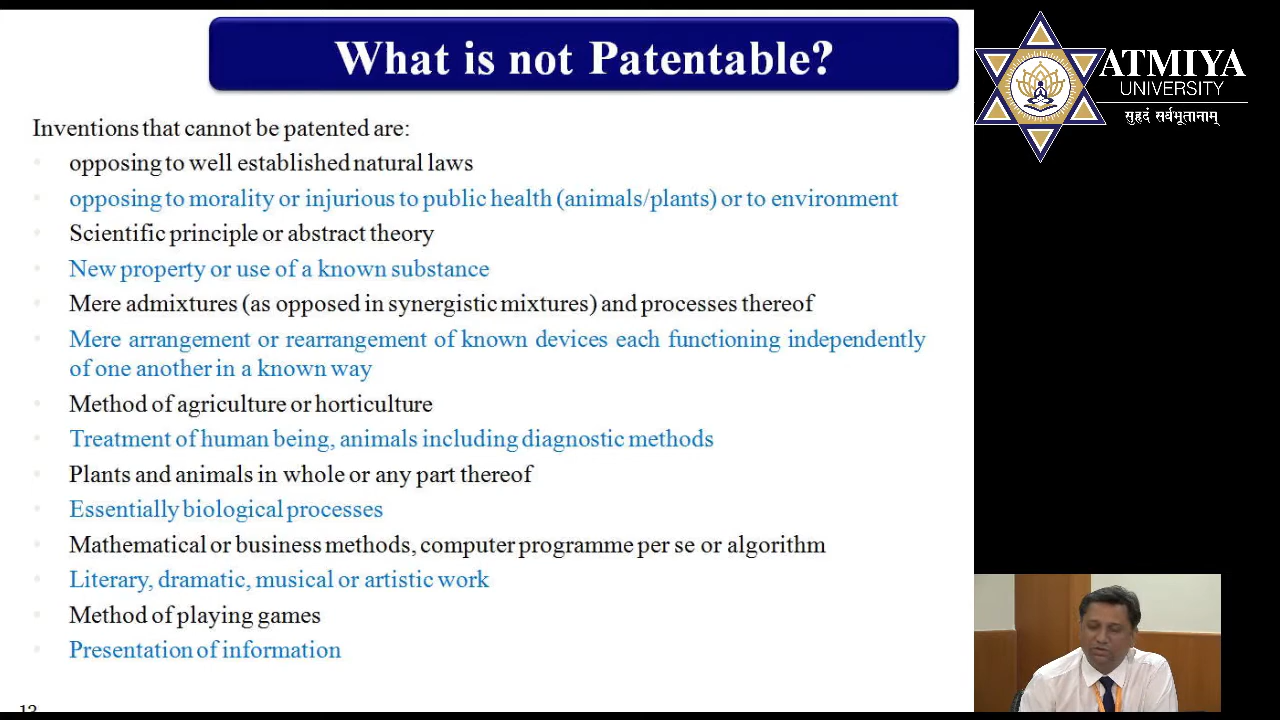 What is not Patentable?
ATMIYA
UNIVERSITY
सुहृदं सर्वभूतानाम्
Inventions that cannot be patented are:
opposing to well established natural laws
opposing to morality or injurious to public health (animals/plants) or to environment
Scientific principle or abstract theory
New property or use of a known substance
Mere admixtures (as opposed in synergistic mixtures) and processes thereof
Mere arrangement or rearrangement of known devices each functioning independently
of one another in a known way
Method of agriculture or horticulture
Treatment of human being, animals including diagnostic methods
Plants and animals in whole or any part thereof
Essentially biological processes
Mathematical or business methods, computer programme per se or algorithm
Literary, dramatic, musical or artistic work
Method of playing games
Presentation of information